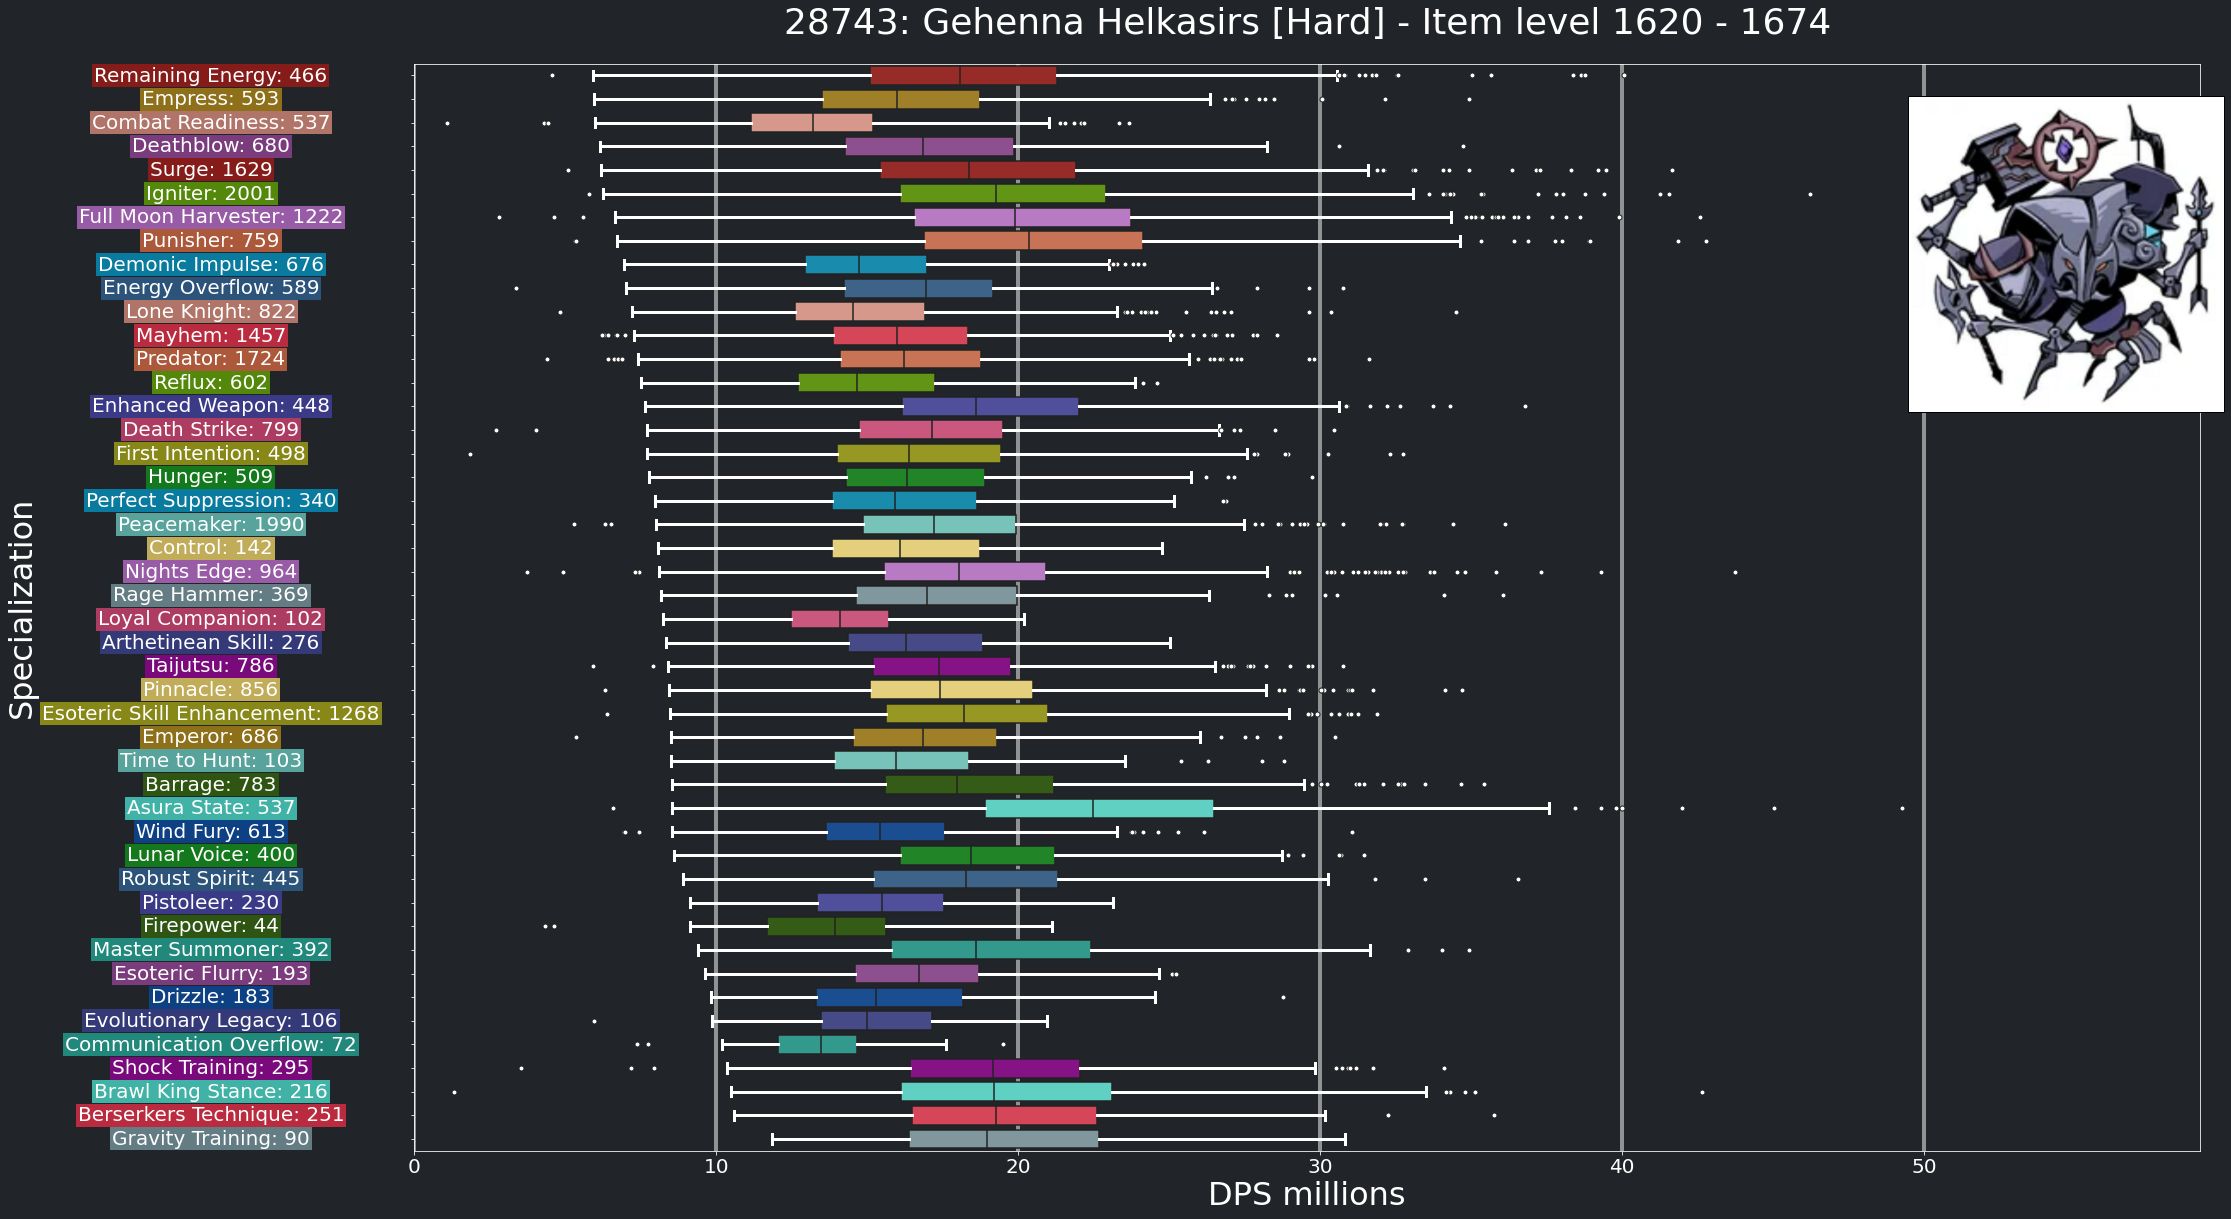 28743: Gehenna Helkasirs [Hard] - Item level 1620 - 1674
Specialization
Remaining Energy: 466
Empress: 593
Combat Readiness: 537
Deathblow: 680
Surge: 1629
Igniter: 2001
Full Moon Harvester: 1222
Punisher: 759
Demonic Impulse: 676
Energy Overflow: 589
Lone Knight: 822
Mayhem: 1457
Predator: 1724
Reflux: 602
Enhanced Weapon: 448
Death Strike: 799
First Intention: 498
Hunger: 509
Perfect Suppression: 340
Peacemaker: 1990
Control: 142
Nights Edge: 964
Rage Hammer: 369
Loyal Companion: 102
Arthetinean Skill: 276
Taijutsu: 786
Pinnacle: 856
Esoteric Skill Enhancement: 1268
Emperor: 686
Time to Hunt: 103
Barrage: 783
Asura State: 537
Wind Fury: 613
Lunar Voice: 400
Robust Spirit: 445
Pistoleer: 230
Firepower: 44
Master Summoner: 392
Esoteric Flurry: 193
Drizzle: 183
Evolutionary Legacy: 106
Communication Overflow: 72
Shock Training: 295
Brawl King Stance: 216
Berserkers Technique: 251
Gravity Training: 90
0 10 20 30 40 50
DPS millions